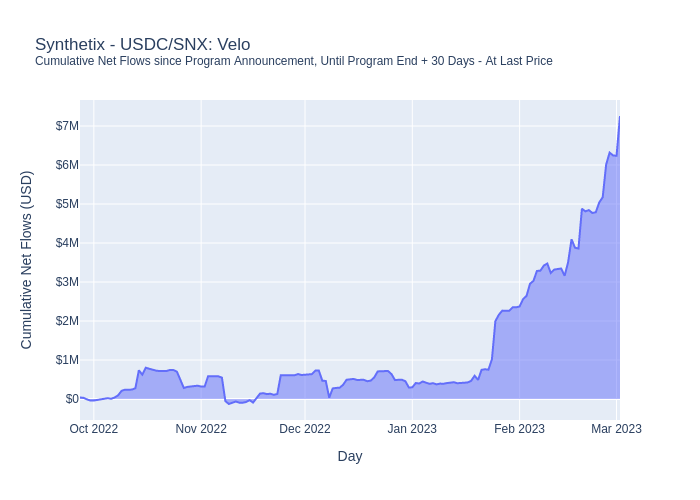 Synthetix - USDC/SNX: Velo
Cumulative Net Flows since Program Announcement, Until Program End + 30 Days - At Last Price
Cumulative Net Flows (USD)
$7M
$6M
$5M
$4M
$3M
$2M
$1M
$0
Oct 2022
Nov 2022
Dec 2022
Jan 2023
Feb 2023
Mar 2023
Day